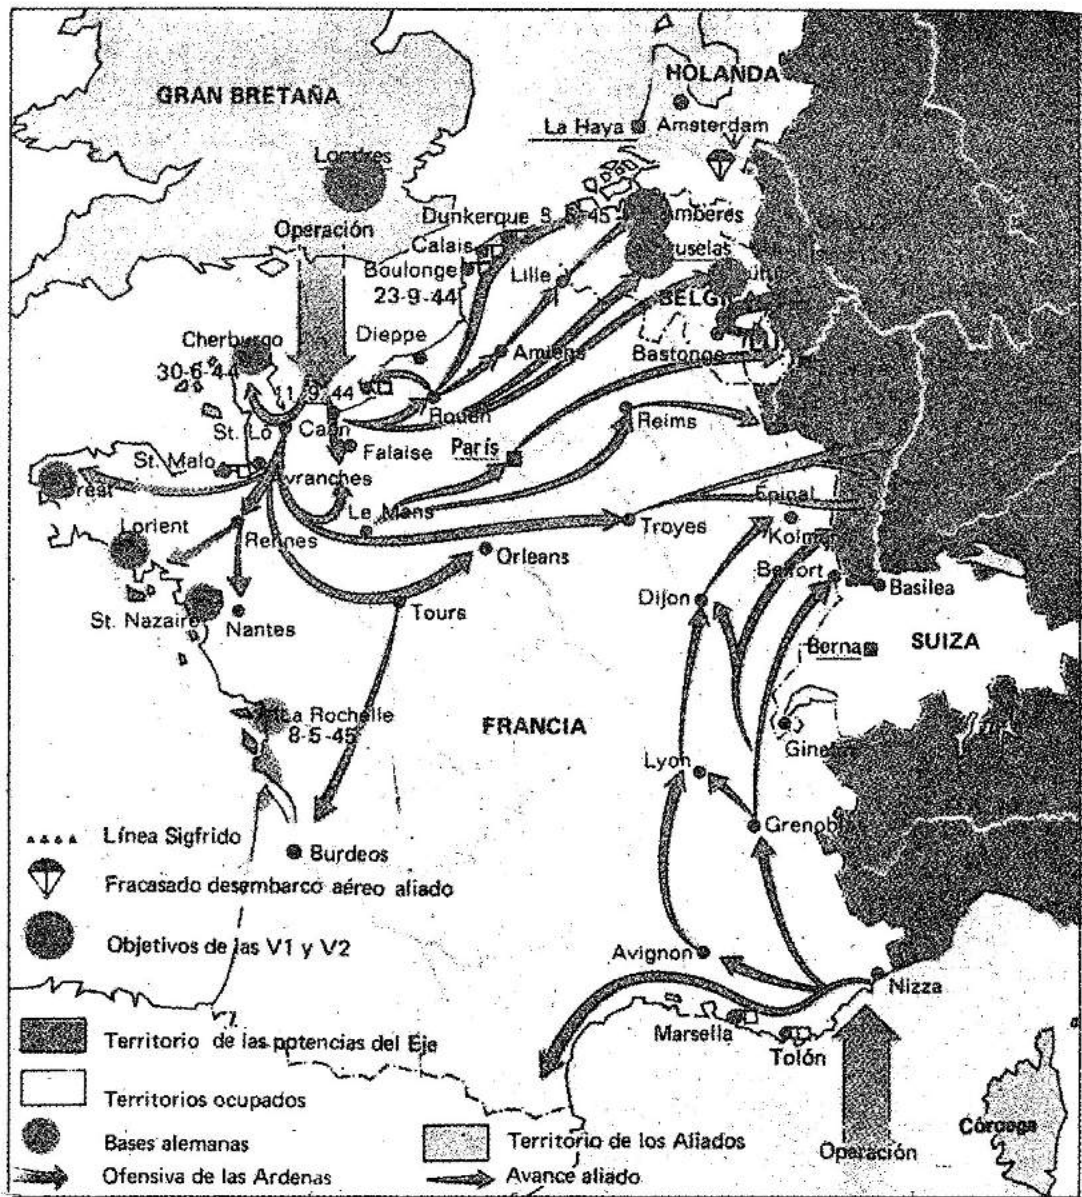 HOLANDA
GRAN BRETAÑA
La Haya
Amsterdam
Londres
Dunkerque
Operación
Calais
Boulonge
23-9-44
Lille
Cherburgo
Dieppe
30-6-44
Amiens
Bastonge
Rouen
Reims
St. Lô
Caen
Falaise
París
St. Malo
Avranches
Le Mans
Epinal
Lorient
Rennes
Troyes
Orleans
Belfort
Basilea
Dijon
Tours
St. Nazaire
Nantes
Berna
SUIZA
La Rochelle
8-5-45
FRANCIA
Lyon
Grenoble
Línea Sigfrido
Burdeos
Fracasado desembarco aéreo aliado
Objetivos de las V1 y V2
Avignon
Nizza
Marsella
Tolón
Territorio de las potencias del Eje
Territorios ocupados
Córcega
Bases alemanas
Territorio de los Aliados
Operación
Ofensiva de las Ardenas
Avance aliado